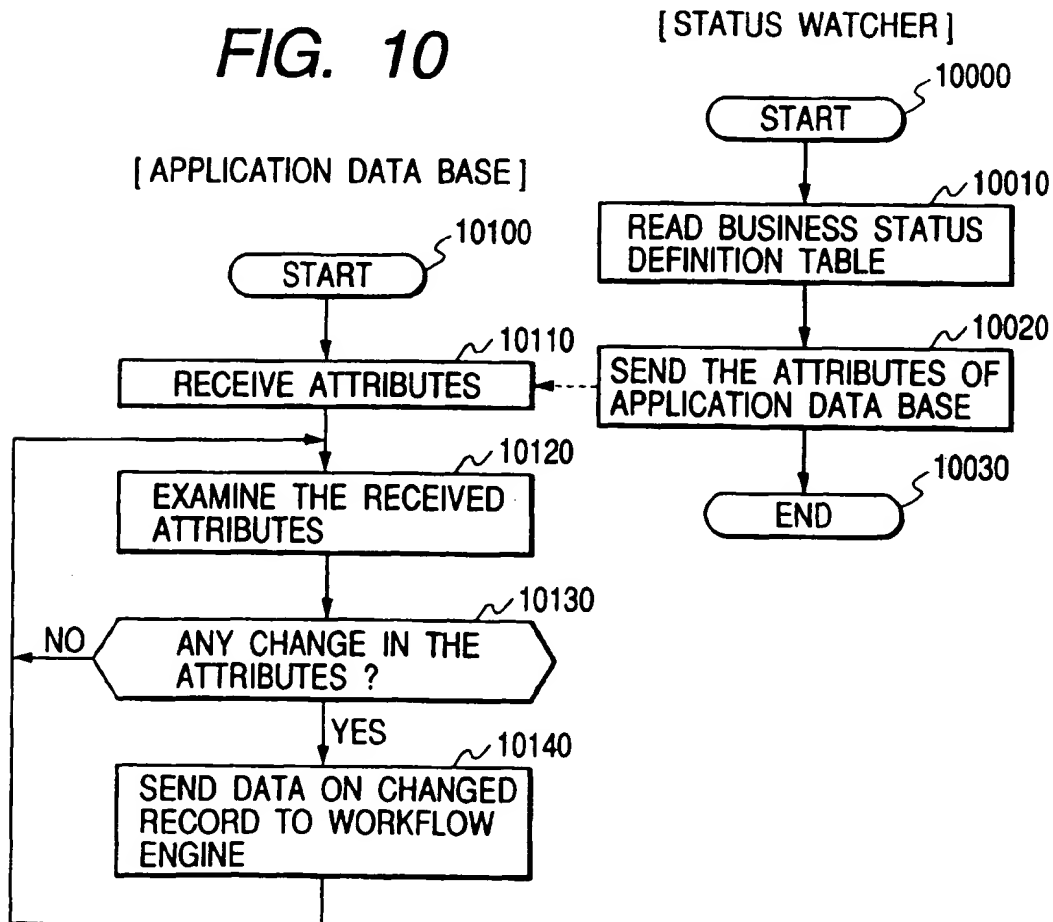 FIG. 10
[STATUS WATCHER]
10000
START
10010
READ BUSINESS STATUS
DEFINITION TABLE
10020
SEND THE ATTRIBUTES OF
APPLICATION DATA BASE
10030
END
[APPLICATION DATA BASE]
10100
START
10110
RECEIVE ATTRIBUTES
10120
EXAMINE THE RECEIVED
ATTRIBUTES
10130
ANY CHANGE IN THE
ATTRIBUTES ?
NO
YES
10140
SEND DATA ON CHANGED
RECORD TO WORKFLOW
ENGINE